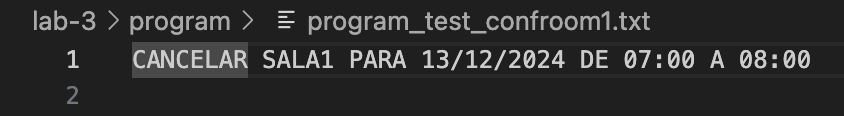 lab-3 > program > program_test_confroom1.txt
1 CANCELAR SALA1 PARA 13/12/2024 DE 07:00 A 08:00
2